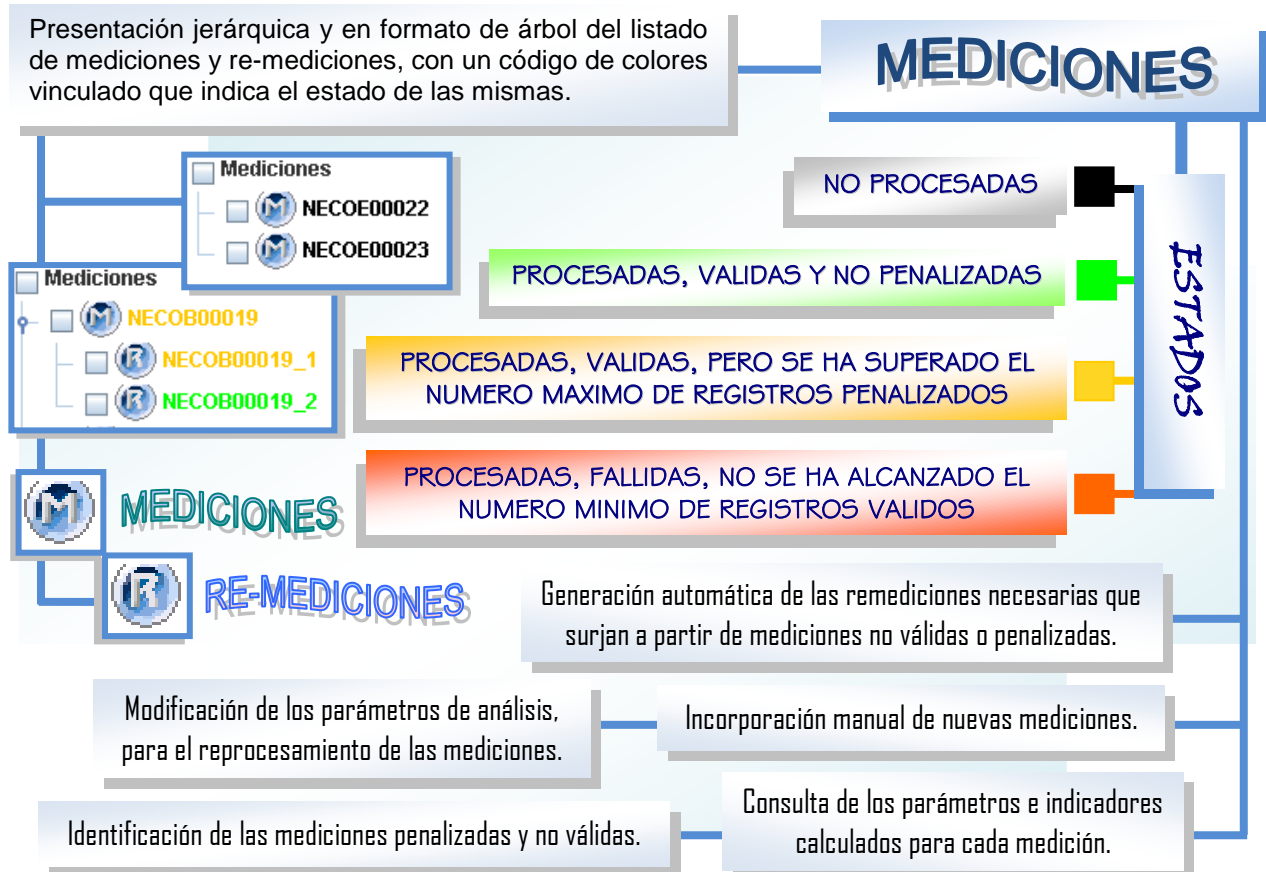 Presentación jerárquica y en formato de árbol del listado
de mediciones y re-mediciones, con un código de colores
vinculado que indica el estado de las mismas.
MEDICIONES
Mediciones
NECOE00022
NECOE00023
Mediciones
NECOB00019
NECOB00019_1
NECOB00019_2
NO PROCESADAS
PROCESADAS, VALIDAS Y NO PENALIZADAS
PROCESADAS, VALIDAS, PERO SE HA SUPERADO EL
NUMERO MAXIMO DE REGISTROS PENALIZADOS
PROCESADAS, FALLIDAS, NO SE HA ALCANZADO EL
NUMERO MINIMO DE REGISTROS VALIDOS
ESTADOS
M MEDICIONES
R RE-MEDICIONES
Generación automática de las remediciones necesarias que
surjan a partir de mediciones no válidas o penalizadas.
Modificación de los parámetros de análisis,
para el reprocesamiento de las mediciones.
Incorporación manual de nuevas mediciones.
Identificación de las mediciones penalizadas y no válidas.
Consulta de los parámetros e indicadores
calculados para cada medición.